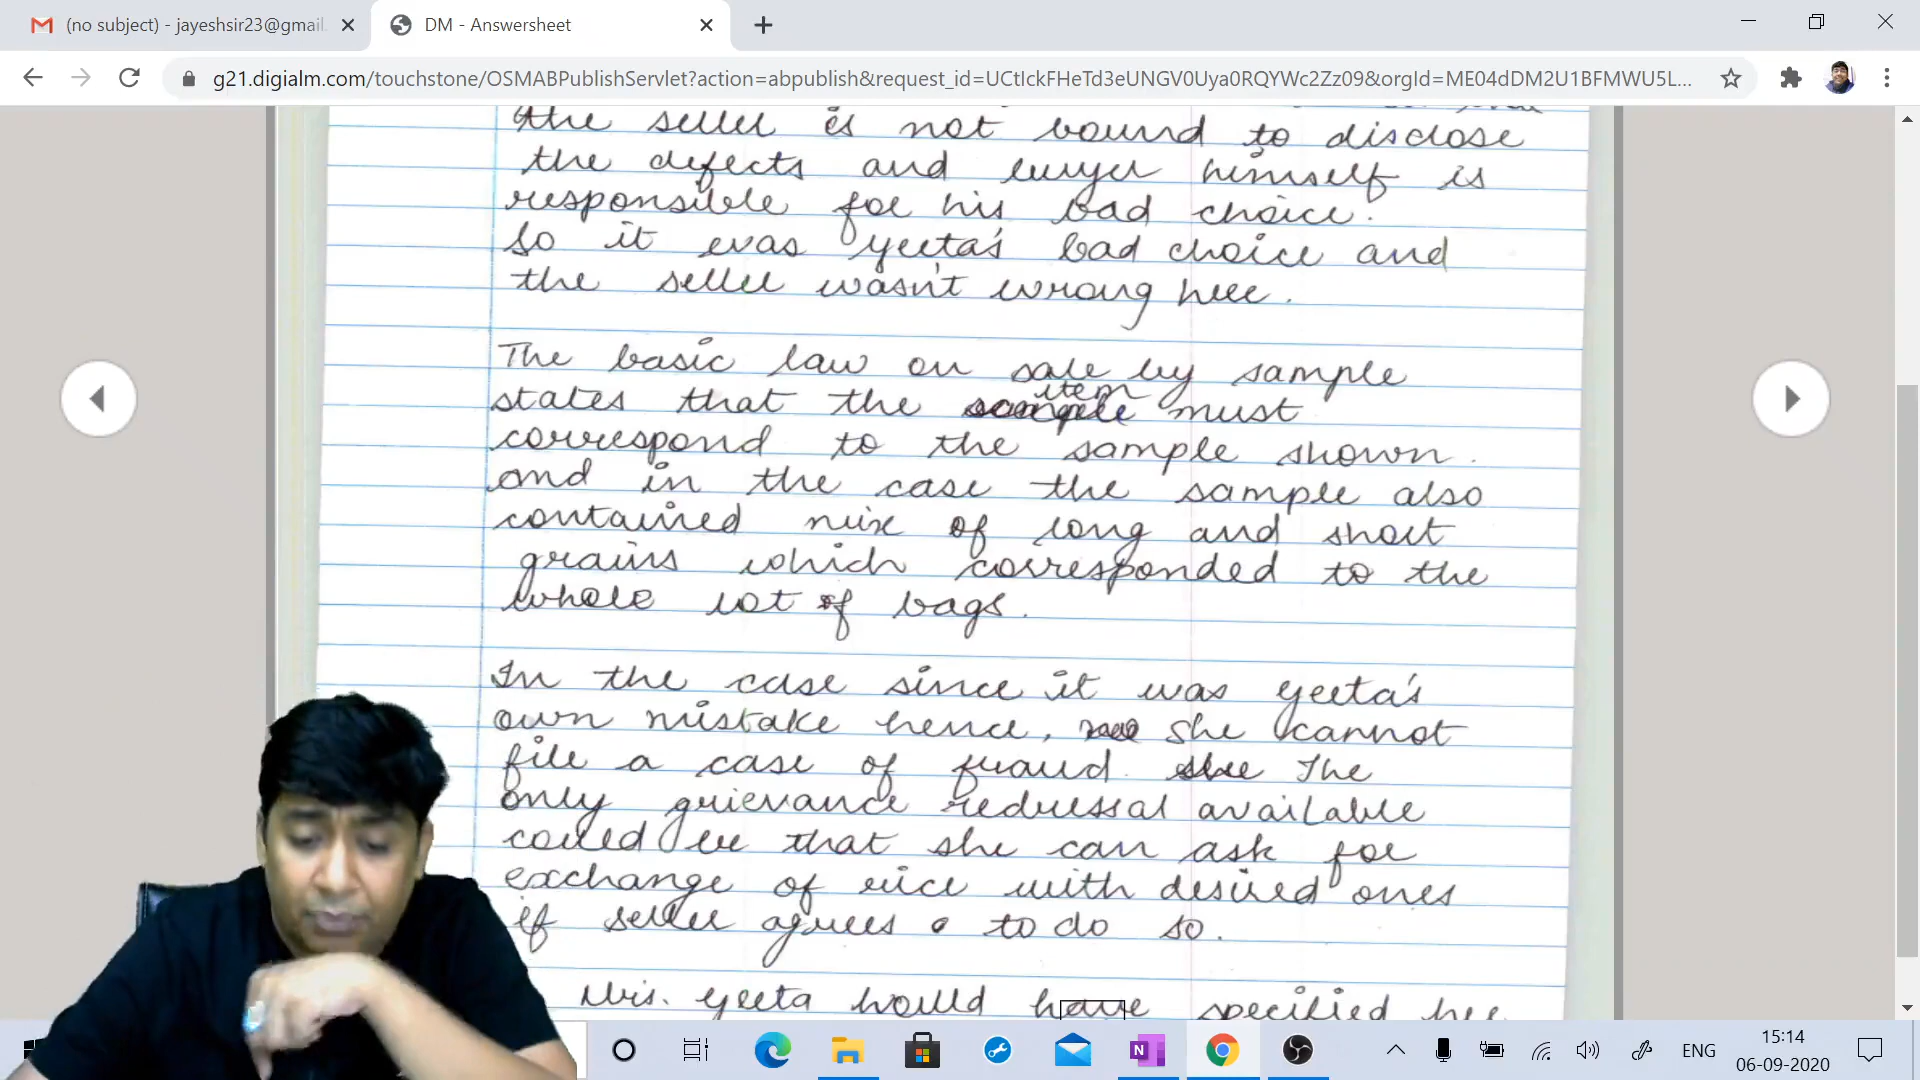 (no subject) - jayeshsir23@gmail.
DM - Answersheet
g21.digialm.com/touchstone/OSMABPublishServlet?action=abpublish&request_id=UCtIckFHeTd3eUNGV0Uya0RQYWc2Zz09&orgId=ME04dDM2U1BFMWU5L...
the seller is not bound to disclose
the defects and buyer himself is
responsible for his bad choice.
So it was Geeta's bad choice and
the seller wasn't wrong here.
The basic law on sale by sample
states that the item must
correspond to the sample shown.
and in the case the sample also
contained mix of long and short
grains which corresponded to the
whole lot of bags.
In the case since it was Geeta's
own mistake hence, she cannot
file a case of fraud. The
only grievance redressal available
could be that she can ask for
exchange of rice with desired ones
if seller agrees to do so.
Mrs. Geeta would have specified her
N
ENG
15:14
06-09-2020